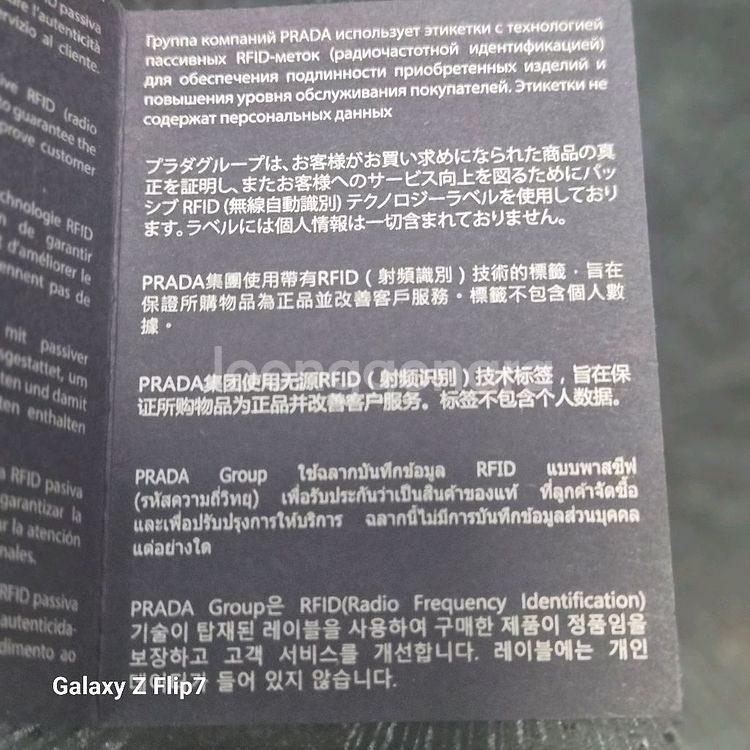 RFID passiva
l'autenticità
servizio al cliente.
RFID (radio
to guarantee the
customer
technologie RFID
de garantir
d'améliorer le
pas de
mit passiver
um
und damit
enthalten
RFID pasiva
garantizar la
la atención
RFID passiva
autenticida-
ao
Группа компаний PRADA использует этикетки с технологией
пассивных RFID-меток (радиочастотной идентификацией)
для обеспечения подлинности приобретенных изделий и
повышения уровня обслуживания покупателей. Этикетки не
содержат персональных данных
プラダグループは、お客様がお買い求めになられた商品の真
正を証明し、またお客様へのサービス向上を図るためにパッ
シブ RFID (無線自動識別) テクノロジーラベルを使用しており
ます。ラベルには個人情報は一切含まれておりません。
PRADA集團使用帶有RFID ( 射頻識別 ) 技術的標籤，旨在
保證所購物品為正品並改善客戶服務。標籤不包含個人數
據。
loonggongra
PRADA集团使用无源RFID ( 射频识别 ) 技术标签，旨在保
证所购物品为正品并改善客户服务。标签不包含个人数据。
PRADA Group ใช้ฉลากบันทึกข้อมูล RFID แบบพาสซีฟ
(รหัสความถี่วิทยุ) เพื่อรับประกันว่าเป็นสินค้าของแท้ ที่ลูกค้าจัดซื้อ
และเพื่อปรับปรุงการให้บริการ ฉลากนี้ไม่มีการบันทึกข้อมูลส่วนบุคคล
แต่อย่างใด
PRADA Group은 RFID(Radio Frequency Identification)
기술이 탑재된 레이블을 사용하여 구매한 제품이 정품임을
보장하고 고객 서비스를 개선합니다. 레이블에는 개인
들어 있지 않습니다.
Galaxy Z Flip7